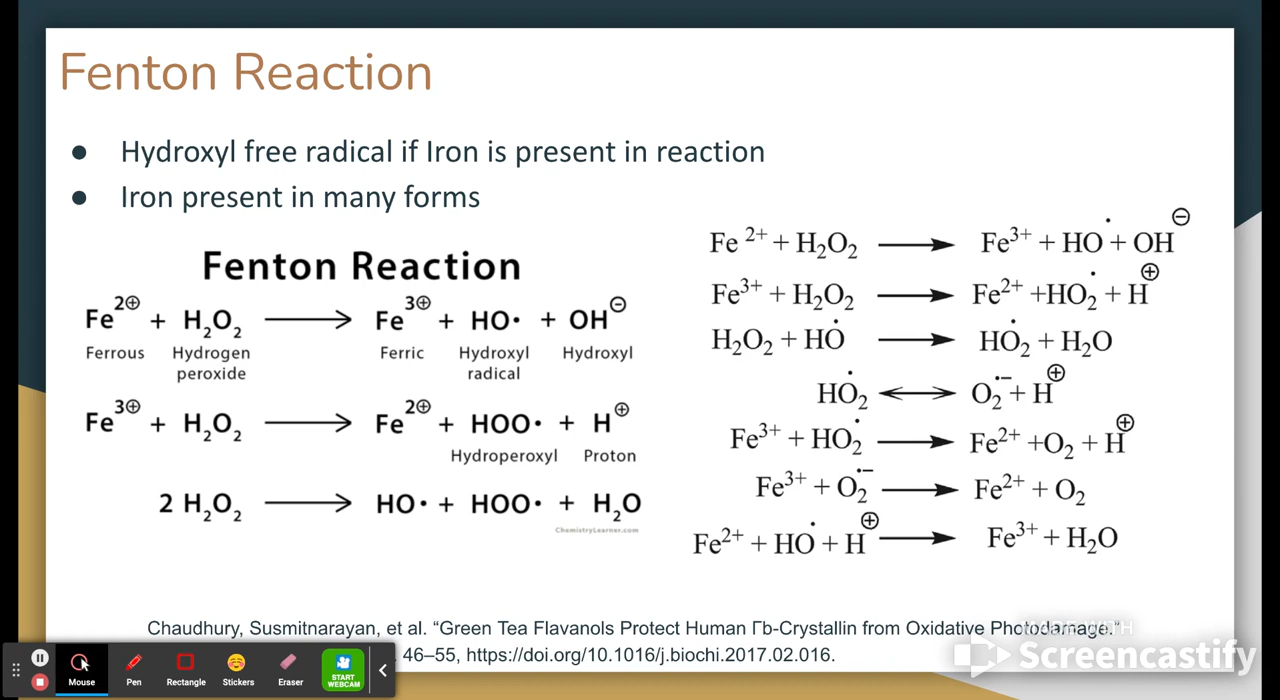 Fenton Reaction
● Hydroxyl free radical if Iron is present in reaction
● Iron present in many forms
Fenton Reaction
Fe²⊕ + H₂O₂ ⟶ Fe³⊕ + HO· + OH⊖
Ferrous Hydrogen peroxide Ferric Hydroxyl radical Hydroxyl
Fe³⊕ + H₂O₂ ⟶ Fe²⊕ + HOO· + H⊕
Hydroperoxyl Proton
2 H₂O₂ ⟶ HO· + HOO· + H₂O
ChemistryLearner.com
Fe²⁺ + H₂O₂ ⟶ Fe³⁺ + HO˙ + OH⊖
Fe³⁺ + H₂O₂ ⟶ Fe²⁺ + HO₂˙ + H⊕
H₂O₂ + HO˙ ⟶ HO₂˙ + H₂O
HO₂˙ ⟷ O₂˙⁻ + H⊕
Fe³⁺ + HO₂˙ ⟶ Fe²⁺ + O₂ + H⊕
Fe³⁺ + O₂˙⁻ ⟶ Fe²⁺ + O₂
Fe²⁺ + HO˙ + H⊕ ⟶ Fe³⁺ + H₂O
Chaudhury, Susmitnarayan, et al. “Green Tea Flavanols Protect Human Γb-Crystallin from Oxidative Photodamage.”
46–55, https://doi.org/10.1016/j.biochi.2017.02.016.
Mouse Pen Rectangle Stickers Eraser START WEBCAM
Screencastify